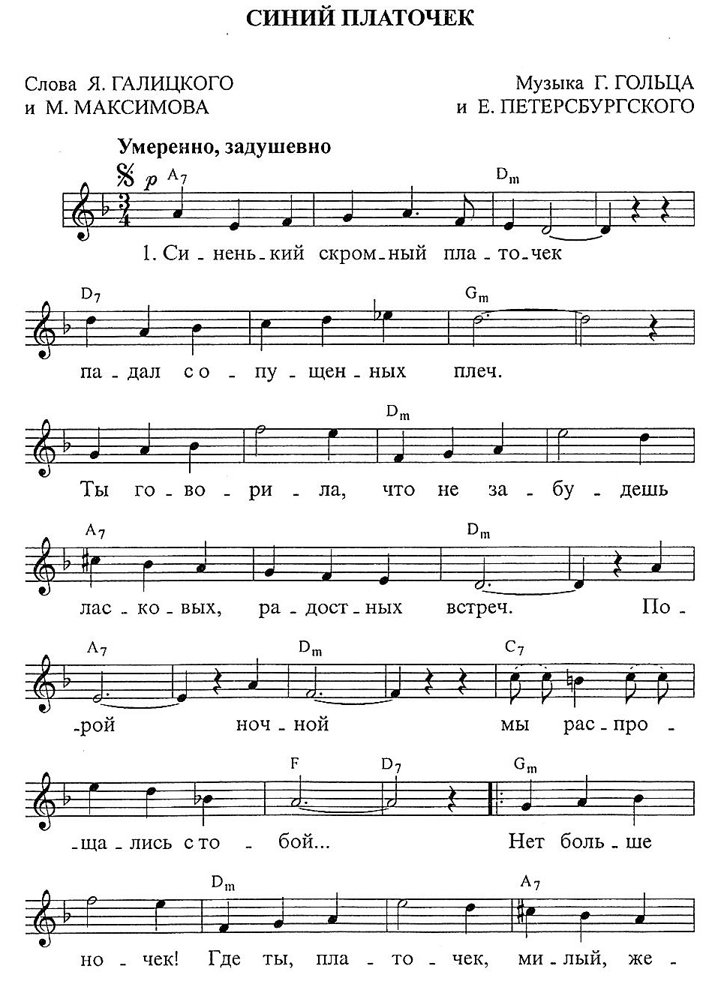 СИНИЙ ПЛАТОЧЕК
Слова Я. ГАЛИЦКОГО
и М. МАКСИМОВА
Музыка Г. ГОЛЬЦА
и Е. ПЕТЕРСБУРГСКОГО
Умеренно, задушевно
p A7 Dm
3
4
1. Си - нень - кий скром - ный пла - то - чек
D7 Gm
па - дал с о - пу - щен - ных плеч.
Dm
Ты го - во - ри - ла, что не за - бу - дешь
A7 Dm
лас - ко - вых, ра - дост - ных встреч. По -
A7 Dm C7
-рой ноч - ной мы рас - про -
F D7 Gm
-ща - лись с то - бой... Нет боль - ше
Dm A7
но - чек! Где ты, пла - то - чек, ми - лый, же -